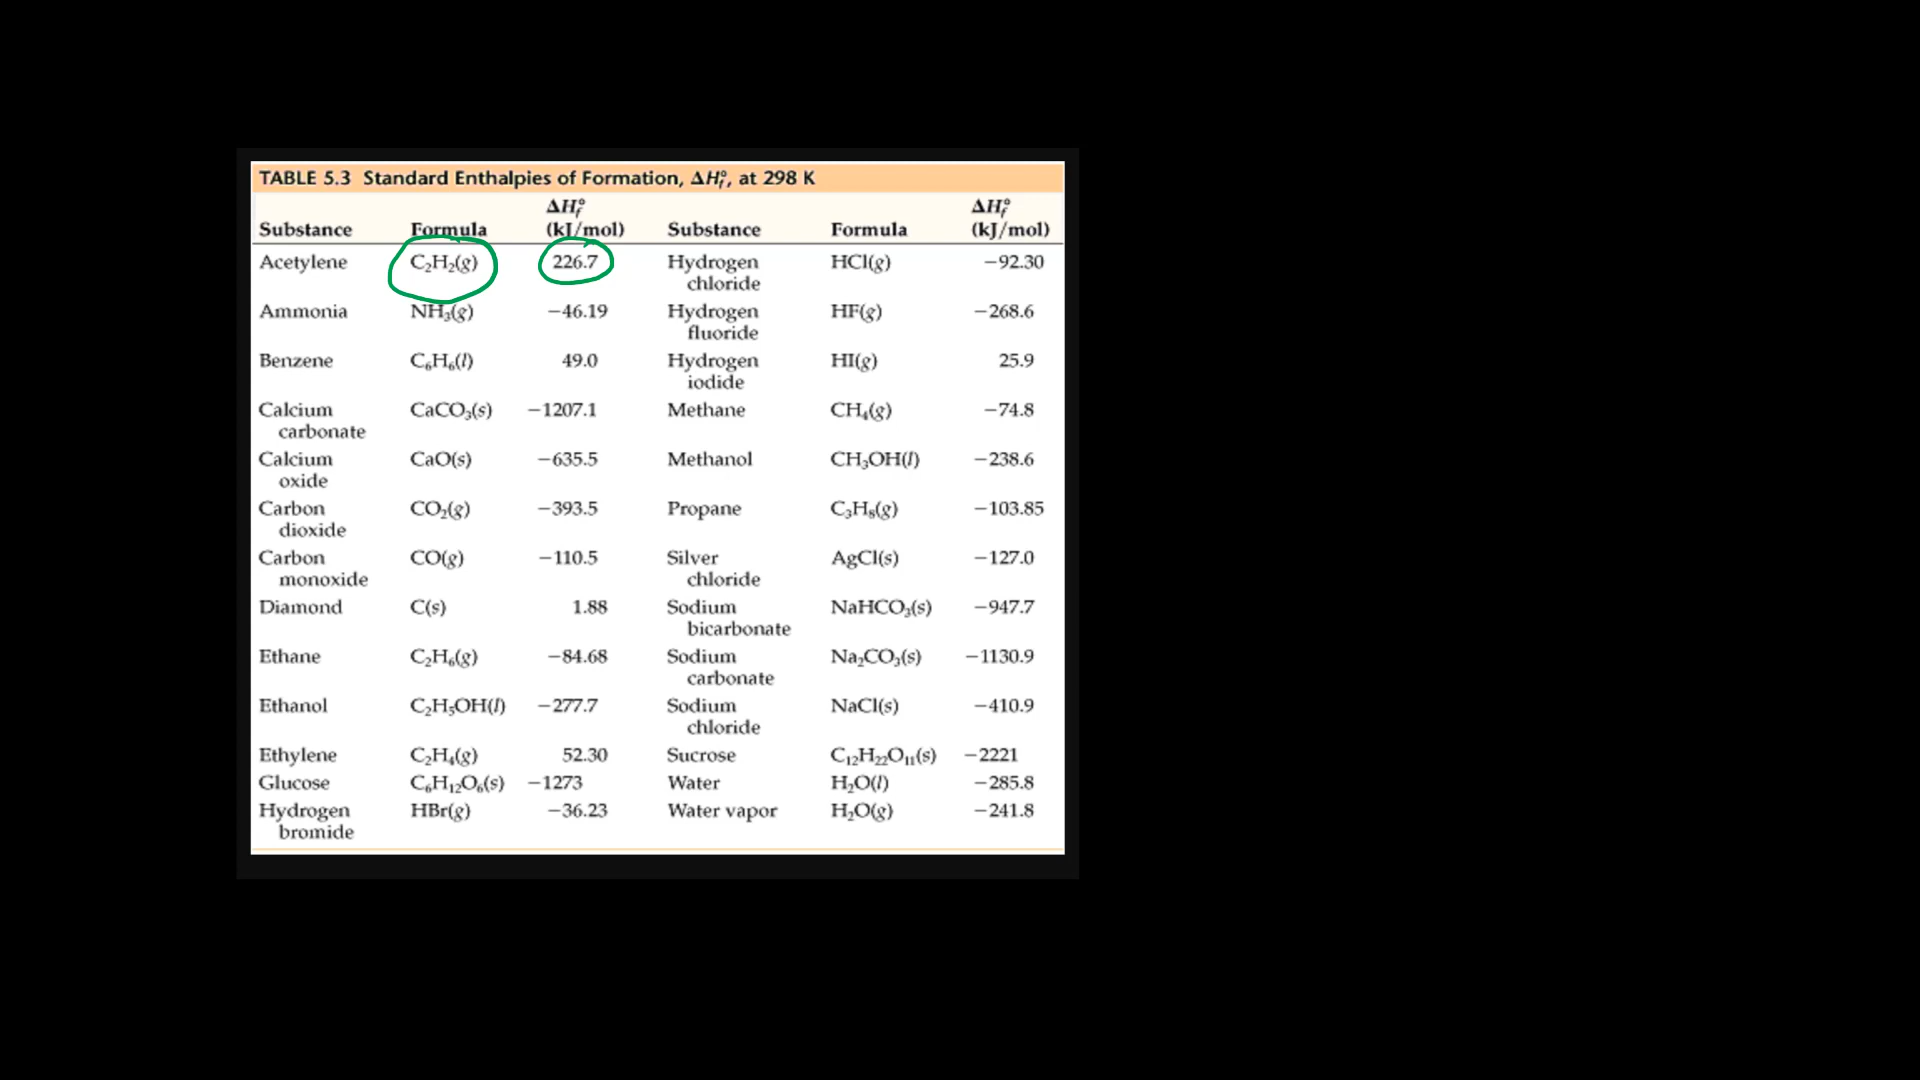 TABLE 5.3 Standard Enthalpies of Formation, ΔH°f, at 298 K
Substance Formula ΔH°f (kJ/mol) Substance Formula ΔH°f (kJ/mol)
Acetylene C₂H₂(g) 226.7 Hydrogen chloride HCl(g) −92.30
Ammonia NH₃(g) −46.19 Hydrogen fluoride HF(g) −268.6
Benzene C₆H₆(l) 49.0 Hydrogen iodide HI(g) 25.9
Calcium carbonate CaCO₃(s) −1207.1 Methane CH₄(g) −74.8
Calcium oxide CaO(s) −635.5 Methanol CH₃OH(l) −238.6
Carbon dioxide CO₂(g) −393.5 Propane C₃H₈(g) −103.85
Carbon monoxide CO(g) −110.5 Silver chloride AgCl(s) −127.0
Diamond C(s) 1.88 Sodium bicarbonate NaHCO₃(s) −947.7
Ethane C₂H₆(g) −84.68 Sodium carbonate Na₂CO₃(s) −1130.9
Ethanol C₂H₅OH(l) −277.7 Sodium chloride NaCl(s) −410.9
Ethylene C₂H₄(g) 52.30 Sucrose C₁₂H₂₂O₁₁(s) −2221
Glucose C₆H₁₂O₆(s) −1273 Water H₂O(l) −285.8
Hydrogen bromide HBr(g) −36.23 Water vapor H₂O(g) −241.8